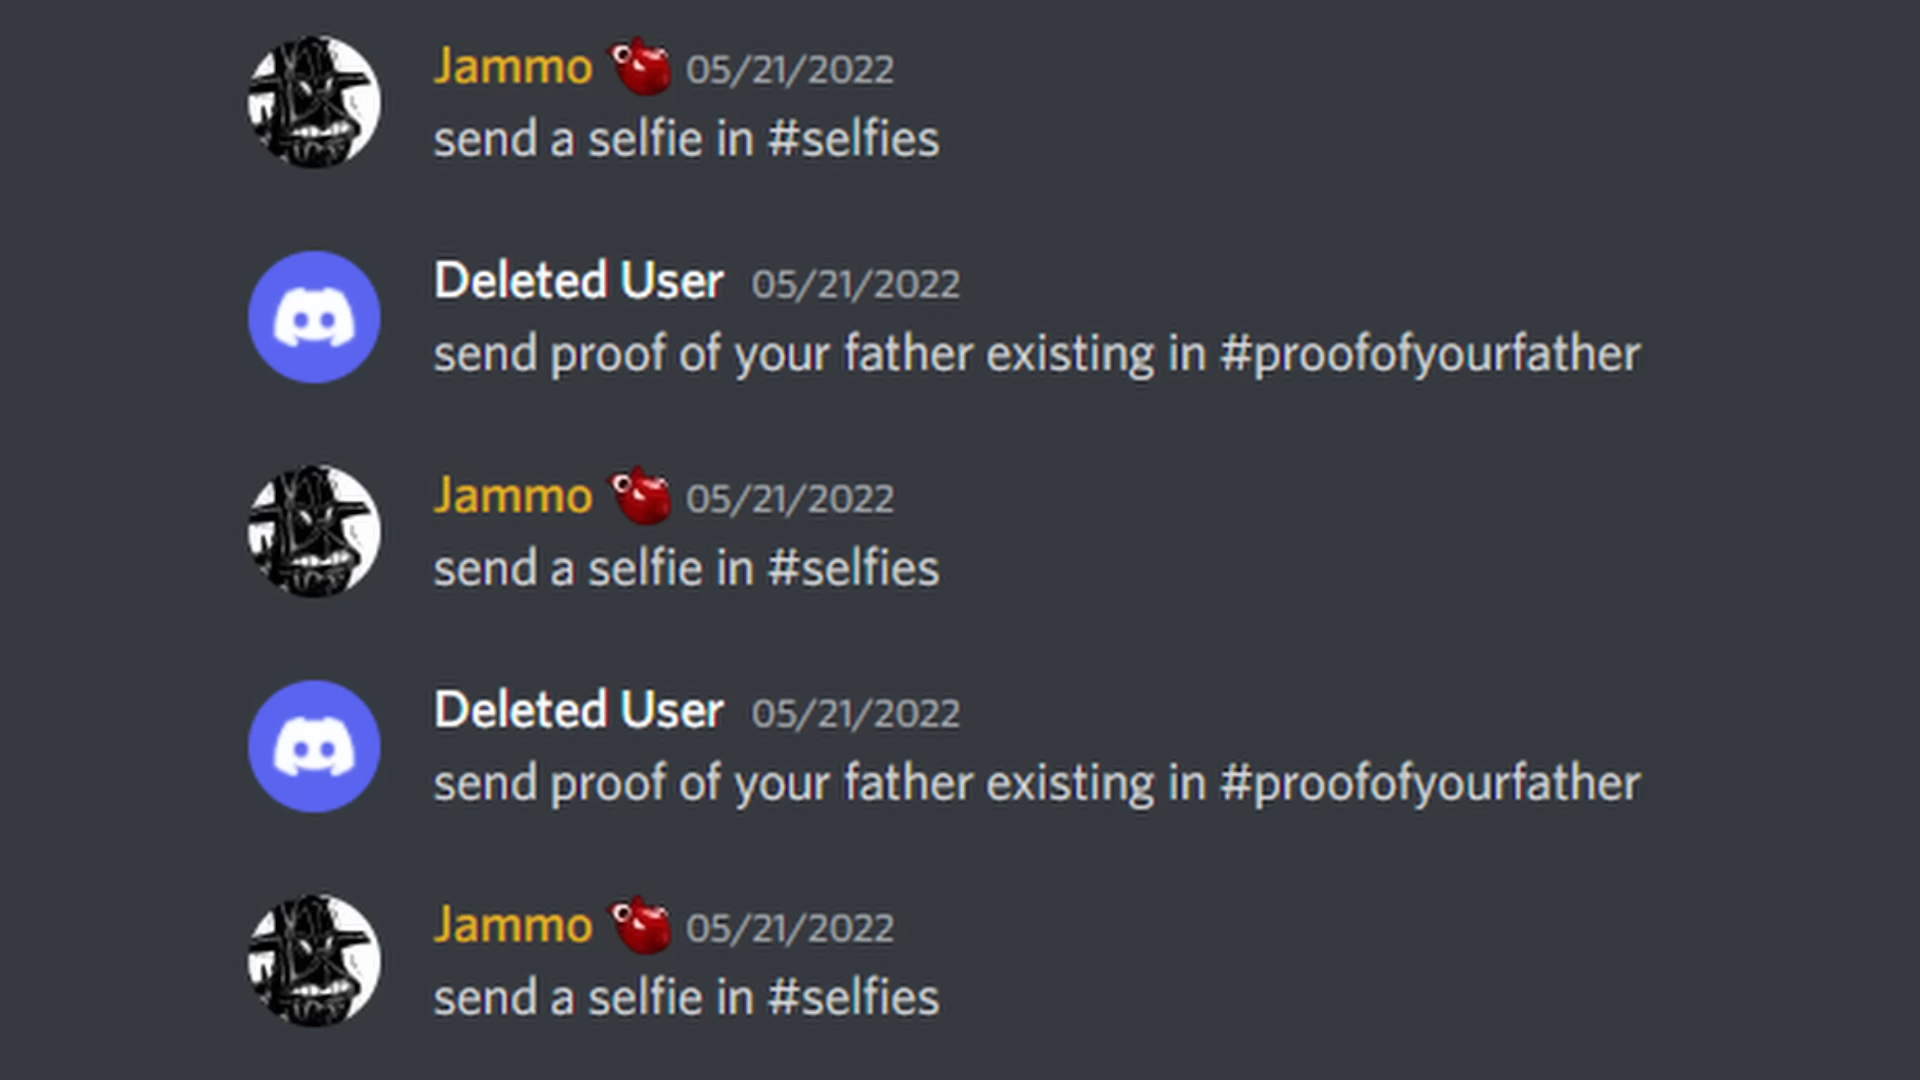 Jammo 05/21/2022
send a selfie in #selfies
Deleted User 05/21/2022
send proof of your father existing in #proofofyourfather
Jammo 05/21/2022
send a selfie in #selfies
Deleted User 05/21/2022
send proof of your father existing in #proofofyourfather
Jammo 05/21/2022
send a selfie in #selfies